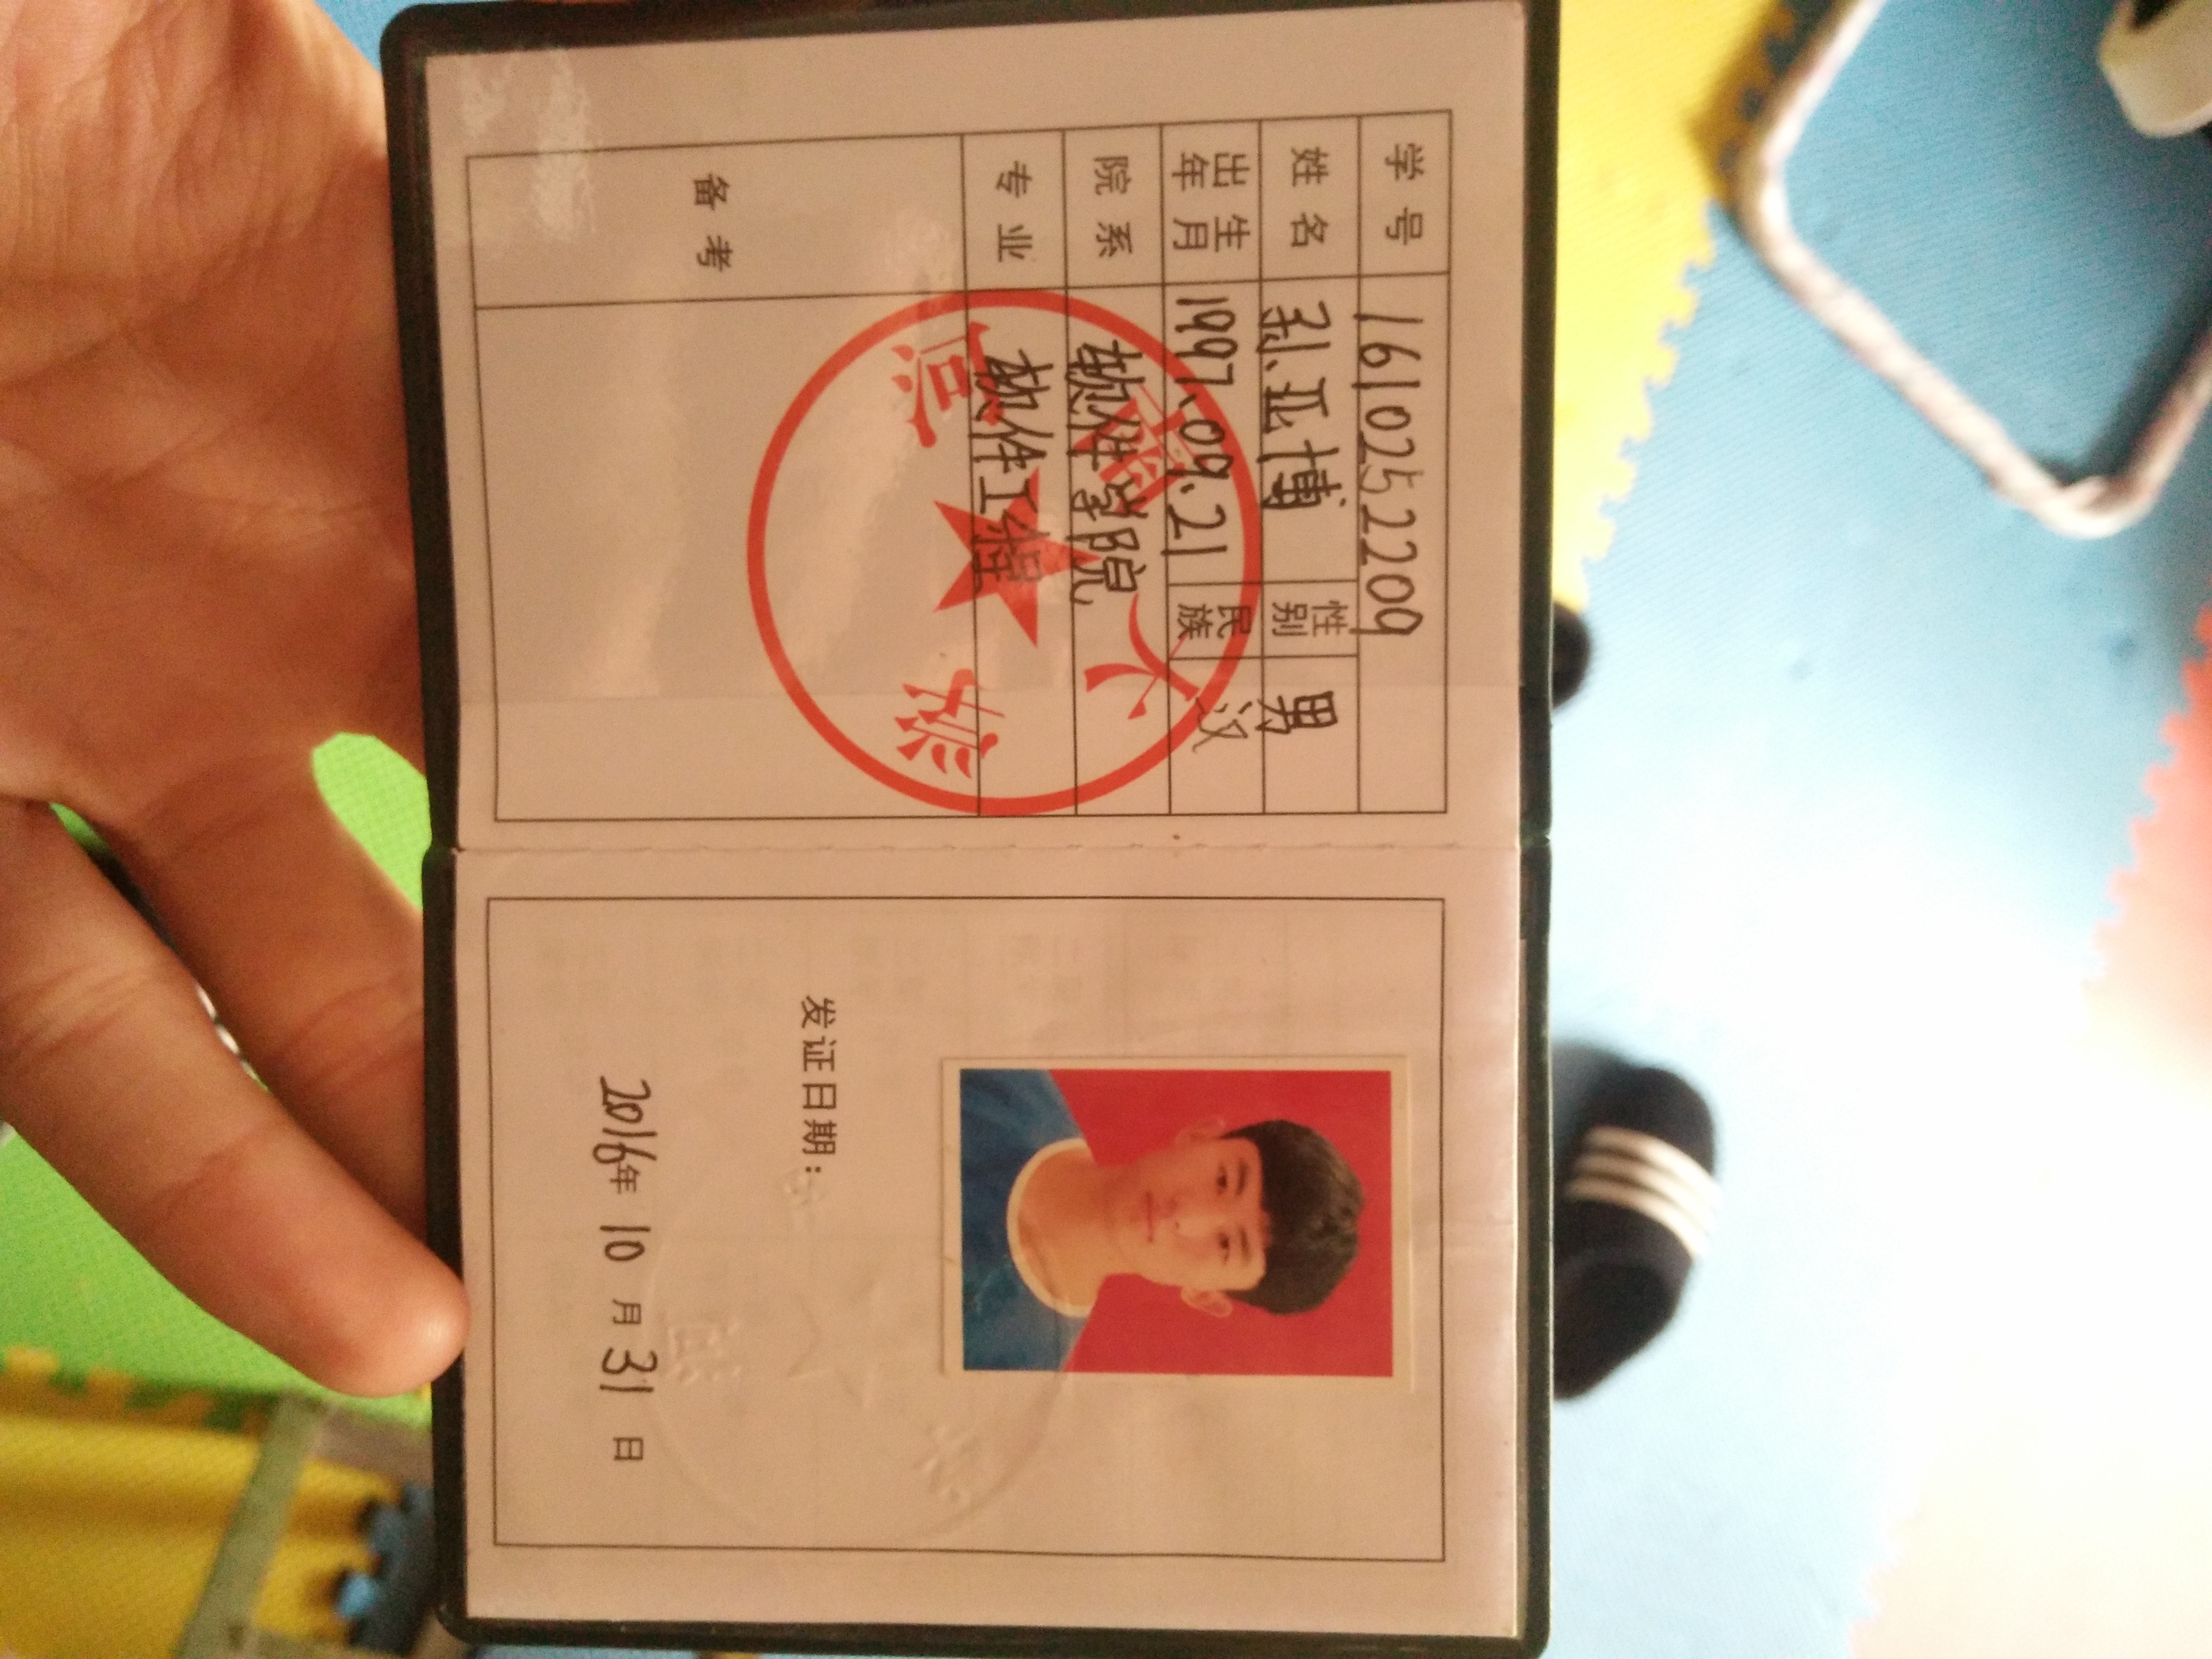 学号 1610252209
姓名 孙亚博 性别 男
出生年月 1997.09.21 民族 汉
院系 软件学院
专业 软件工程
备考
河南大学
发证日期：
2016年 10 月 31 日